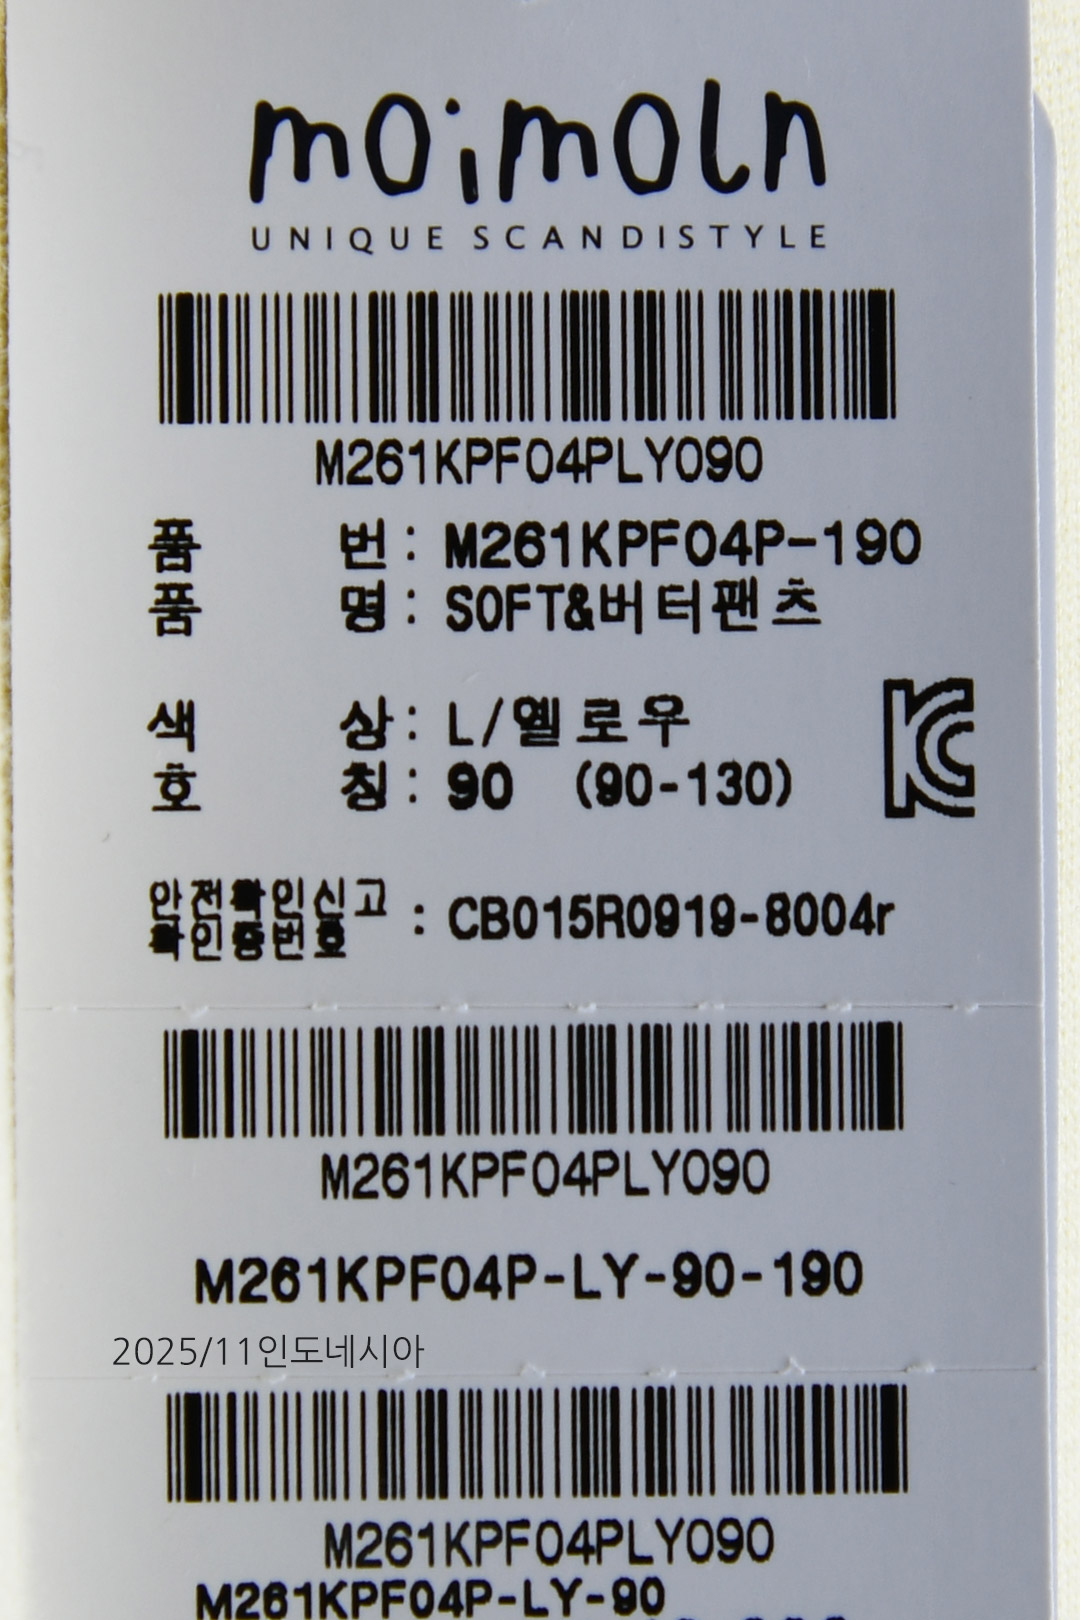 moimoln
UNIQUE SCANDISTYLE
M261KPF04PLY090
품 번 : M261KPF04P-190
품 명 : SOFT&버터팬츠
색 상 : L/옐로우
호 칭 : 90 (90-130)
안전확인신고
확인증번호 : CB015R0919-8004r
M261KPF04PLY090
M261KPF04P-LY-90-190
2025/11인도네시아
M261KPF04PLY090
M261KPF04P-LY-90